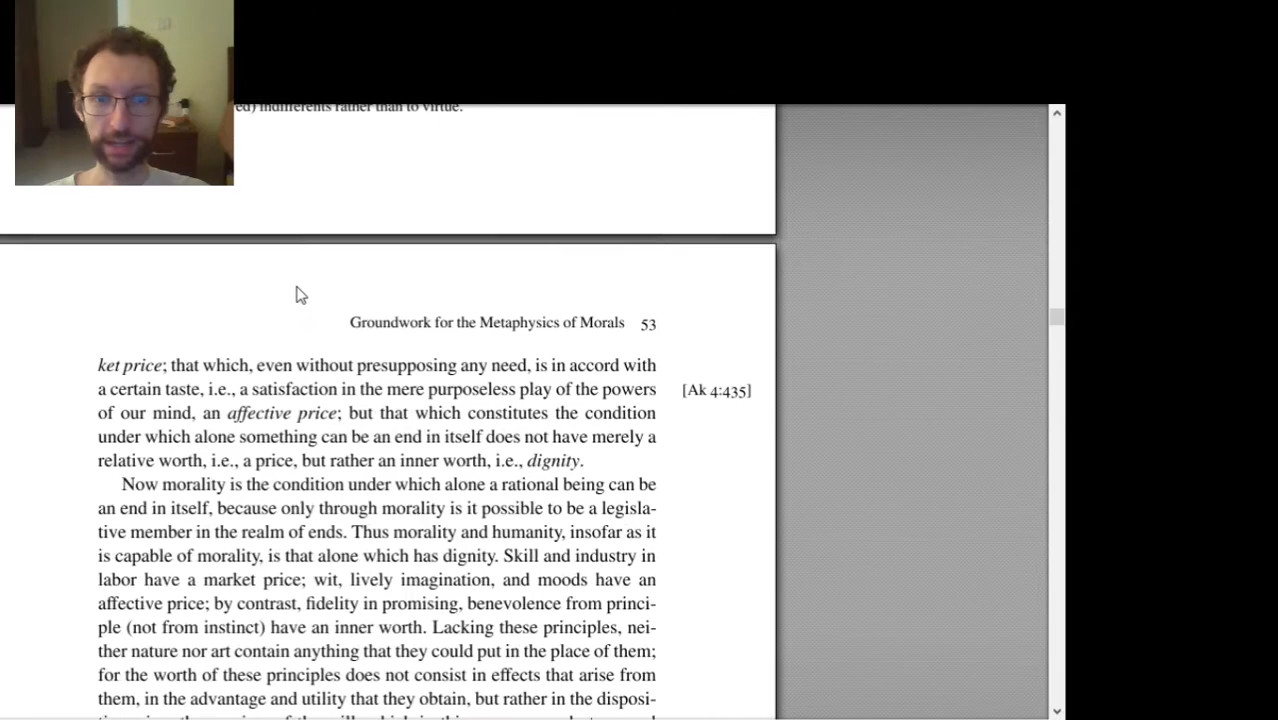 ed) indifferents rather than to virtue.
Groundwork for the Metaphysics of Morals 53
ket price; that which, even without presupposing any need, is in accord with
a certain taste, i.e., a satisfaction in the mere purposeless play of the powers
[Ak 4:435]
of our mind, an affective price; but that which constitutes the condition
under which alone something can be an end in itself does not have merely a
relative worth, i.e., a price, but rather an inner worth, i.e., dignity.
Now morality is the condition under which alone a rational being can be
an end in itself, because only through morality is it possible to be a legisla-
tive member in the realm of ends. Thus morality and humanity, insofar as it
is capable of morality, is that alone which has dignity. Skill and industry in
labor have a market price; wit, lively imagination, and moods have an
affective price; by contrast, fidelity in promising, benevolence from princi-
ple (not from instinct) have an inner worth. Lacking these principles, nei-
ther nature nor art contain anything that they could put in the place of them;
for the worth of these principles does not consist in effects that arise from
them, in the advantage and utility that they obtain, but rather in the disposi-